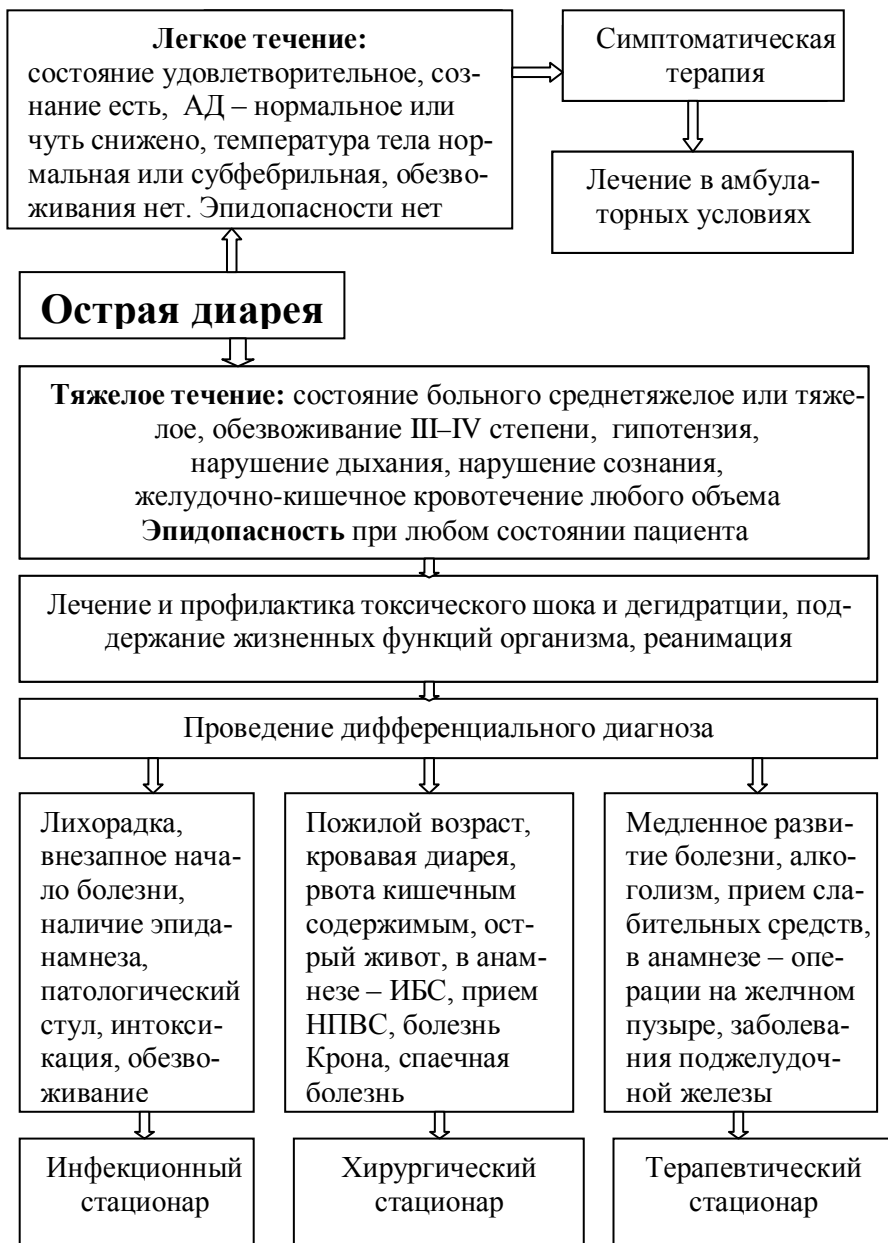 Легкое течение:
состояние удовлетворительное, соз-
нание есть, АД – нормальное или
чуть снижено, температура тела нор-
мальная или субфебрильная, обезво-
живания нет. Эпидопасности нет
Симптоматическая
терапия
Лечение в амбула-
торных условиях
Острая диарея
Тяжелое течение: состояние больного среднетяжелое или тяже-
лое, обезвоживание III–IV степени, гипотензия,
нарушение дыхания, нарушение сознания,
желудочно-кишечное кровотечение любого объема
Эпидопасность при любом состоянии пациента
Лечение и профилактика токсического шока и дегидратции, под-
держание жизненных функций организма, реанимация
Проведение дифференциального диагноза
Лихорадка,
внезапное нача-
ло болезни,
наличие эпида-
намнеза,
патологический
стул, интокси-
кация, обезво-
живание
Пожилой возраст,
кровавая диарея,
рвота кишечным
содержимым, ост-
рый живот, в анам-
незе – ИБС, прием
НПВС, болезнь
Крона, спаечная
болезнь
Медленное разви-
тие болезни, алко-
голизм, прием сла-
бительных средств,
в анамнезе – опе-
рации на желчном
пузыре, заболева-
ния поджелудоч-
ной железы
Инфекционный
стационар
Хирургический
стационар
Терапевтический
стационар